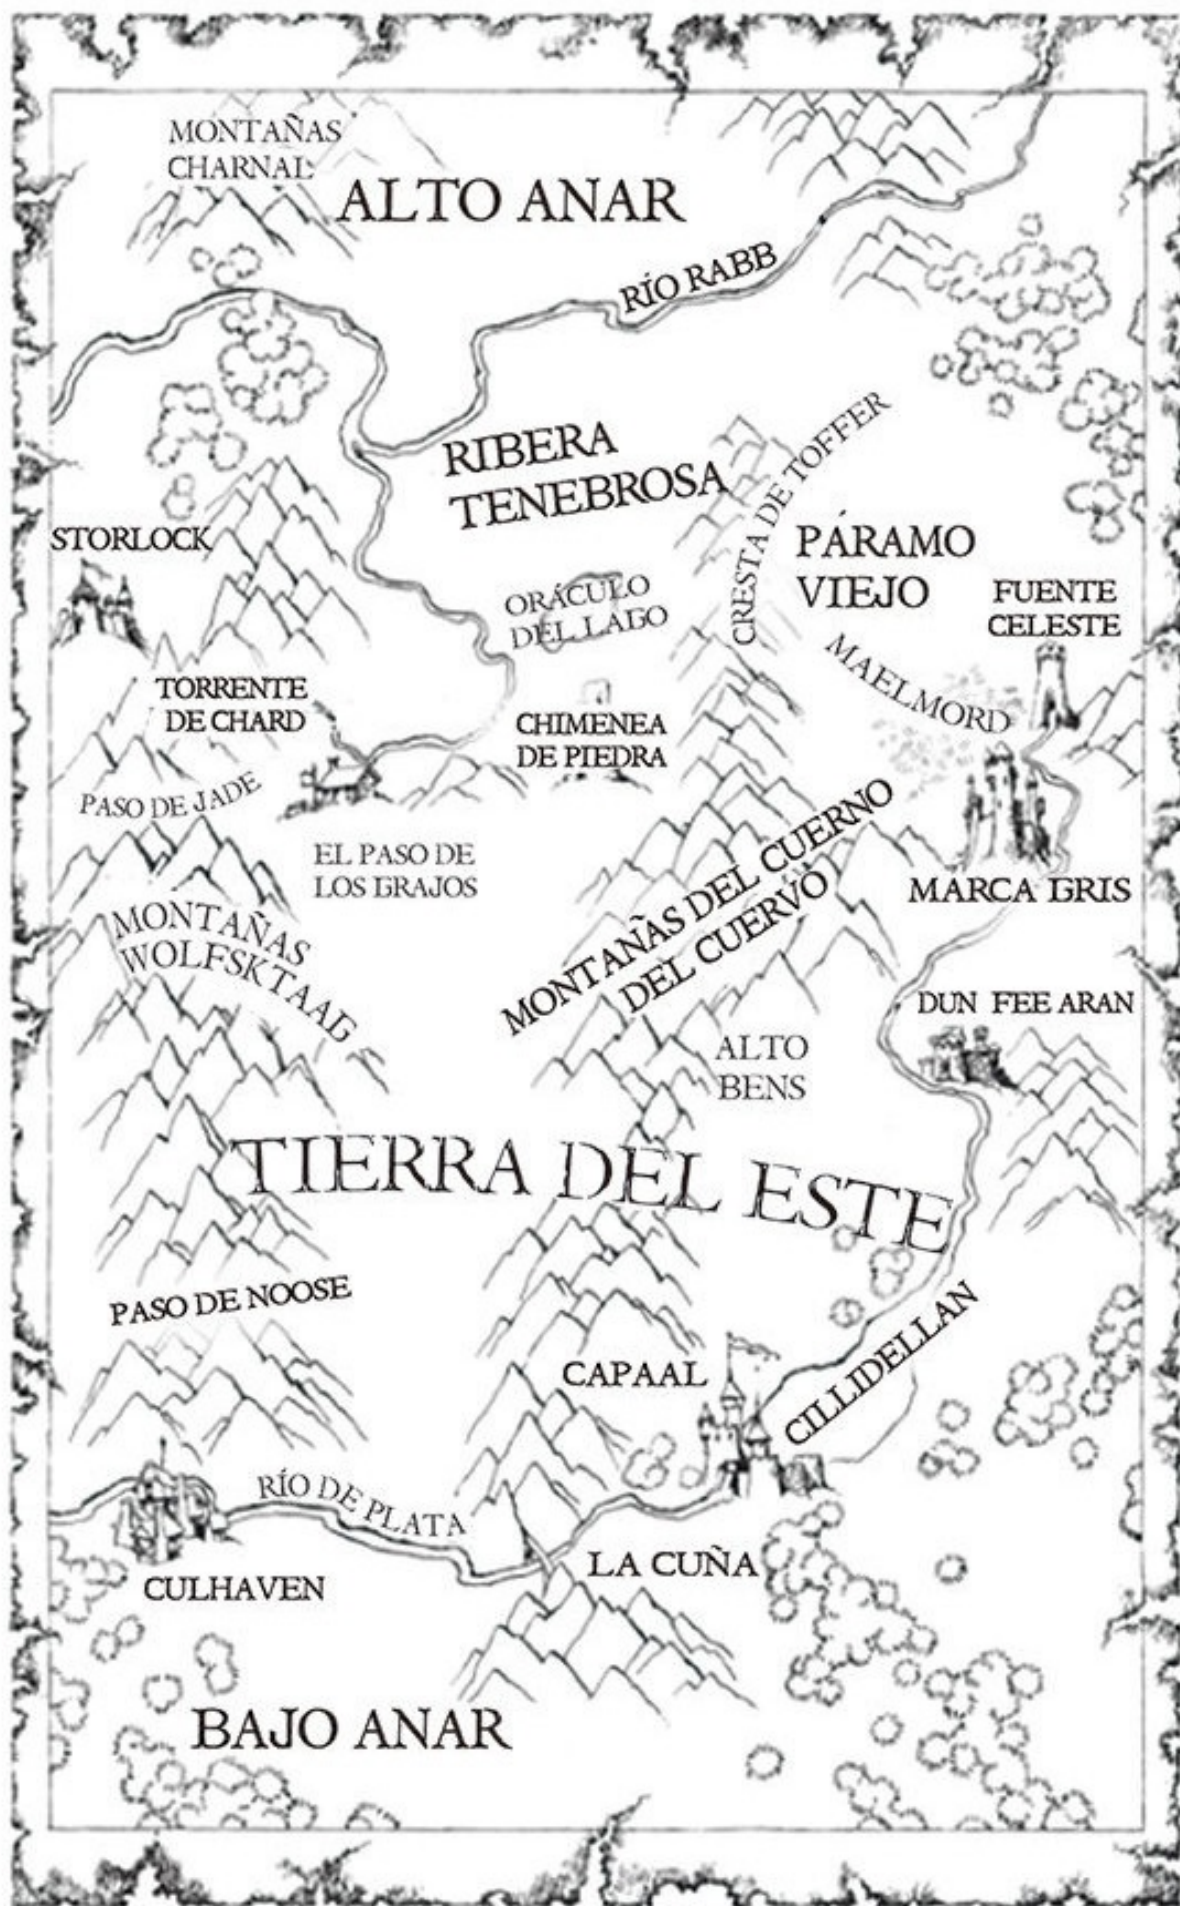 MONTAÑAS
CHARNAL
ALTO ANAR
RÍO RABB
RIBERA
TENEBROSA
CRESTA DE TOFFER
STORLOCK
PÁRAMO
VIEJO
FUENTE
CELESTE
ORÁCULO
DEL LAGO
MAELMORD
TORRENTE
DE CHARD
CHIMENEA
DE PIEDRA
PASO DE JADE
EL PASO DE
LOS GRAJOS
MONTAÑAS DEL CUERNO
DEL CUERVO
MARCA GRIS
MONTAÑAS
WOLFSKTAAG
DUN FEE ARAN
ALTO
BENS
TIERRA DEL ESTE
PASO DE NOOSE
CAPAAL
CILLIDELLAN
RÍO DE PLATA
LA CUÑA
CULHAVEN
BAJO ANAR